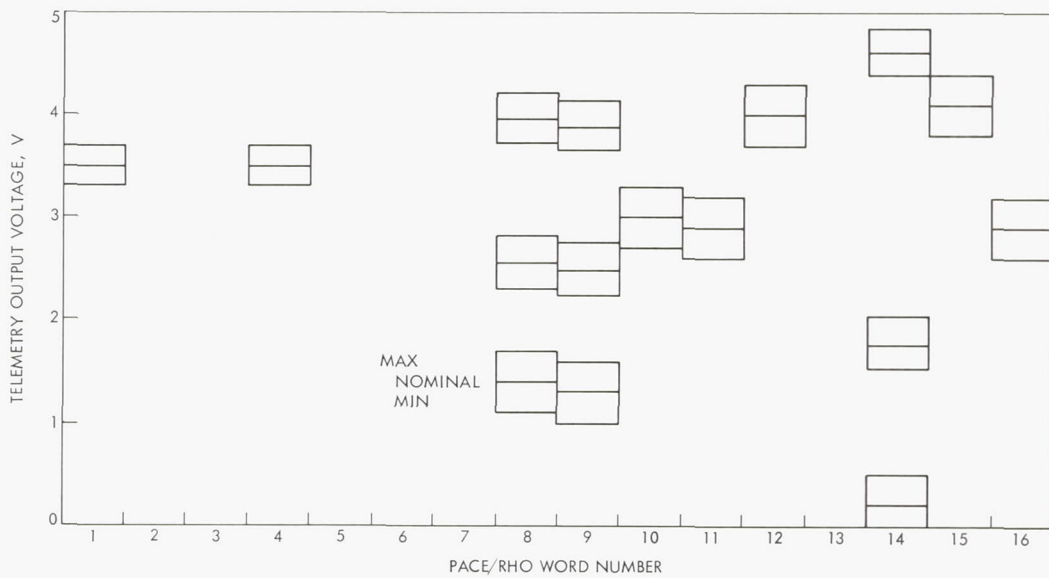 TELEMETRY OUTPUT VOLTAGE, V
5
4
3
2
1
0
MAX
NOMINAL
MIN
1 2 3 4 5 6 7 8 9 10 11 12 13 14 15 16
PACE/RHO WORD NUMBER